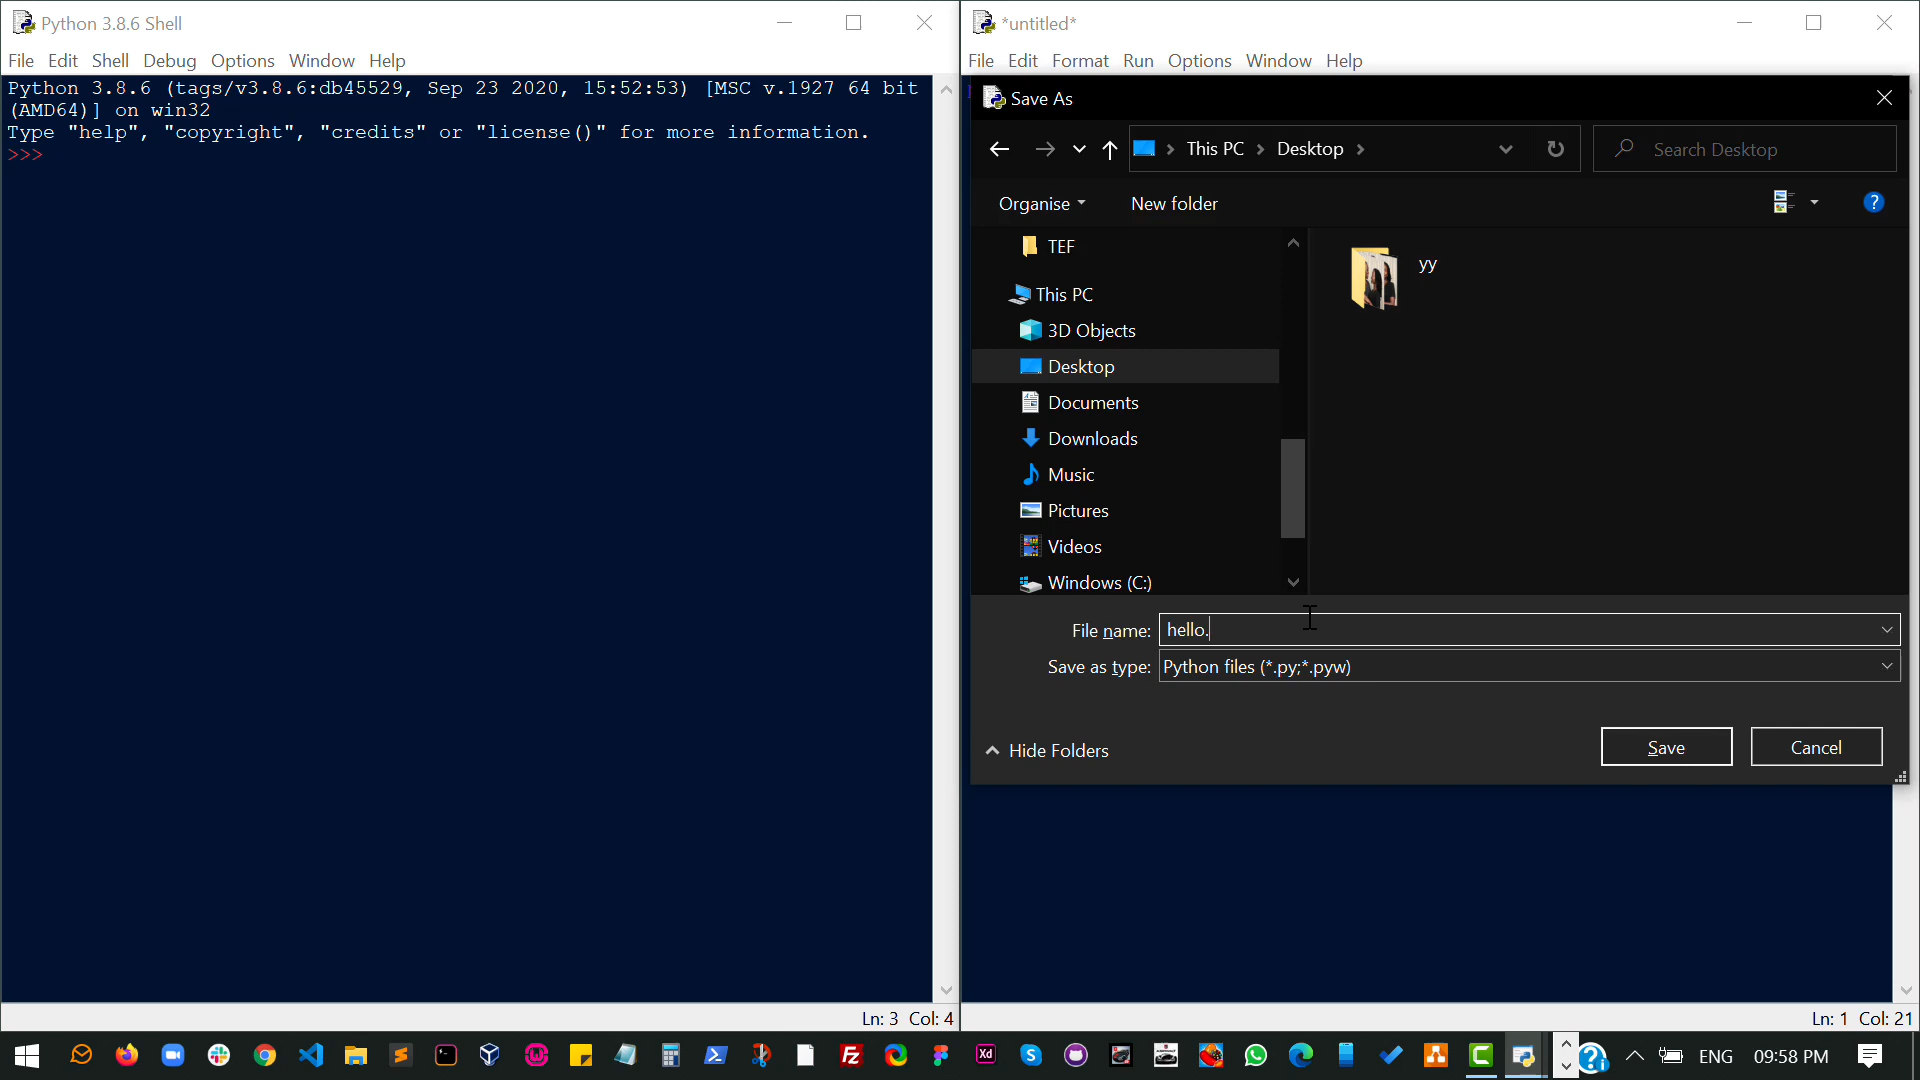 Python 3.8.6 Shell
File Edit Shell Debug Options Window Help
Python 3.8.6 (tags/v3.8.6:db45529, Sep 23 2020, 15:52:53) [MSC v.1927 64 bit
(AMD64)] on win32
Type "help", "copyright", "credits" or "license()" for more information.
>>>
Ln: 3 Col: 4
*untitled*
File Edit Format Run Options Window Help
Save As
This PC Desktop
Search Desktop
Organise
New folder
?
TEF
This PC
3D Objects
Desktop
Documents
Downloads
Music
Pictures
Videos
Windows (C:)
yy
File name: hello.
Save as type: Python files (*.py;*.pyw)
Hide Folders
Save
Cancel
Ln: 1 Col: 21
Fz
Xd
S
C
?
ENG
09:58 PM